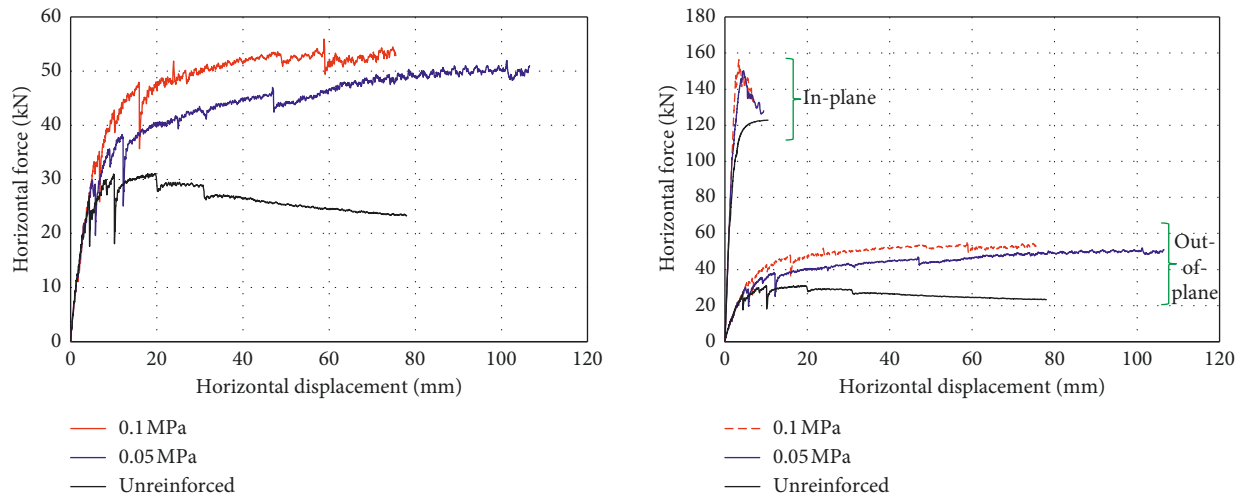 60
50
40
30
20
10
0
Horizontal force (kN)
0 20 40 60 80 100 120
Horizontal displacement (mm)
0.1 MPa
0.05 MPa
Unreinforced
180
160
140
120
100
80
60
40
20
0
Horizontal force (kN)
In-plane
Out-
of-
plane
0 20 40 60 80 100 120
Horizontal displacement (mm)
0.1 MPa
0.05 MPa
Unreinforced